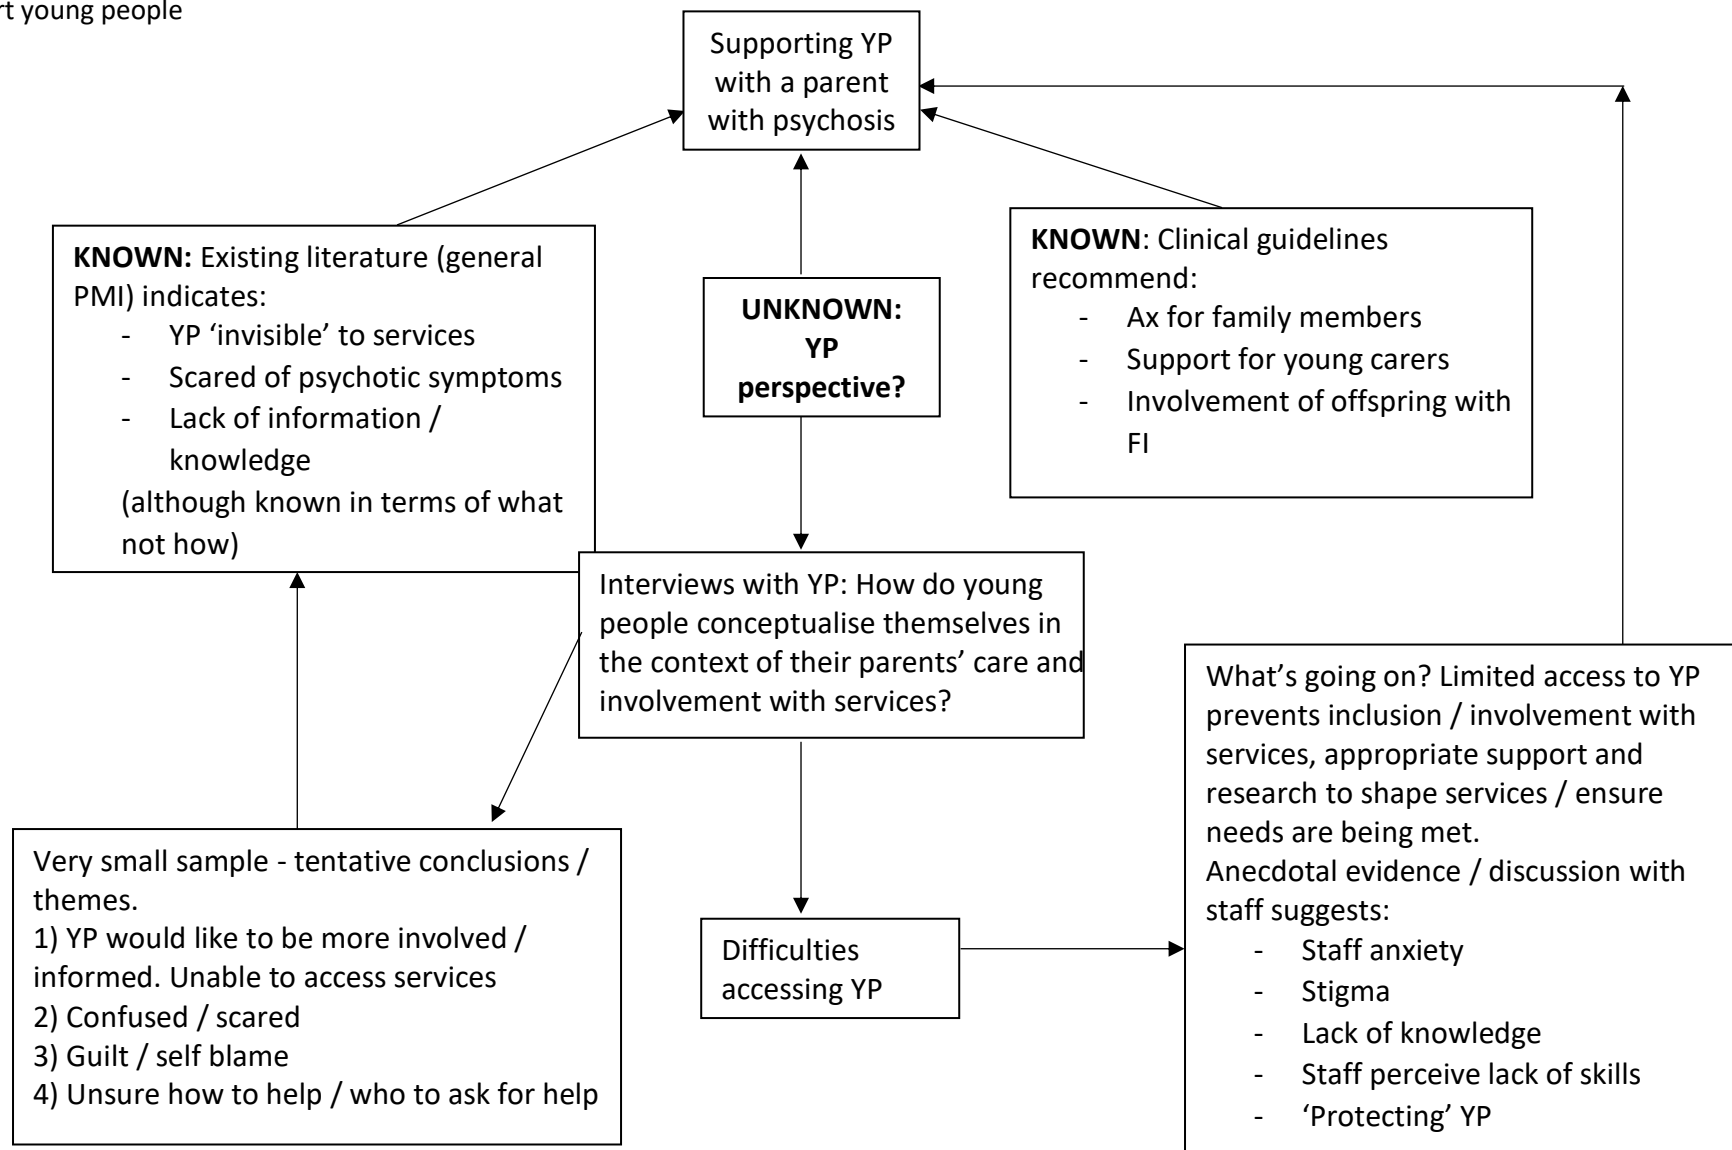 rt young people
Supporting YP
with a parent
with psychosis
KNOWN: Existing literature (general
PMI) indicates:
- YP ‘invisible’ to services
- Scared of psychotic symptoms
- Lack of information /
knowledge
(although known in terms of what
not how)
UNKNOWN:
YP
perspective?
KNOWN: Clinical guidelines
recommend:
- Ax for family members
- Support for young carers
- Involvement of offspring with
FI
Interviews with YP: How do young
people conceptualise themselves in
the context of their parents’ care and
involvement with services?
Very small sample - tentative conclusions /
themes.
1) YP would like to be more involved /
informed. Unable to access services
2) Confused / scared
3) Guilt / self blame
4) Unsure how to help / who to ask for help
Difficulties
accessing YP
What’s going on? Limited access to YP
prevents inclusion / involvement with
services, appropriate support and
research to shape services / ensure
needs are being met.
Anecdotal evidence / discussion with
staff suggests:
- Staff anxiety
- Stigma
- Lack of knowledge
- Staff perceive lack of skills
- ‘Protecting’ YP